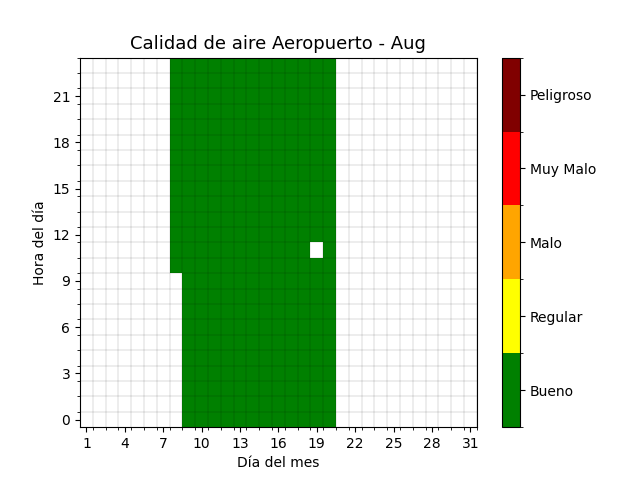 Calidad de aire Aeropuerto - Aug
Peligroso
Muy Malo
Malo
Regular
Bueno
Hora del día
21
18
15
12
9
6
3
0
1 4 7 10 13 16 19 22 25 28 31
Día del mes